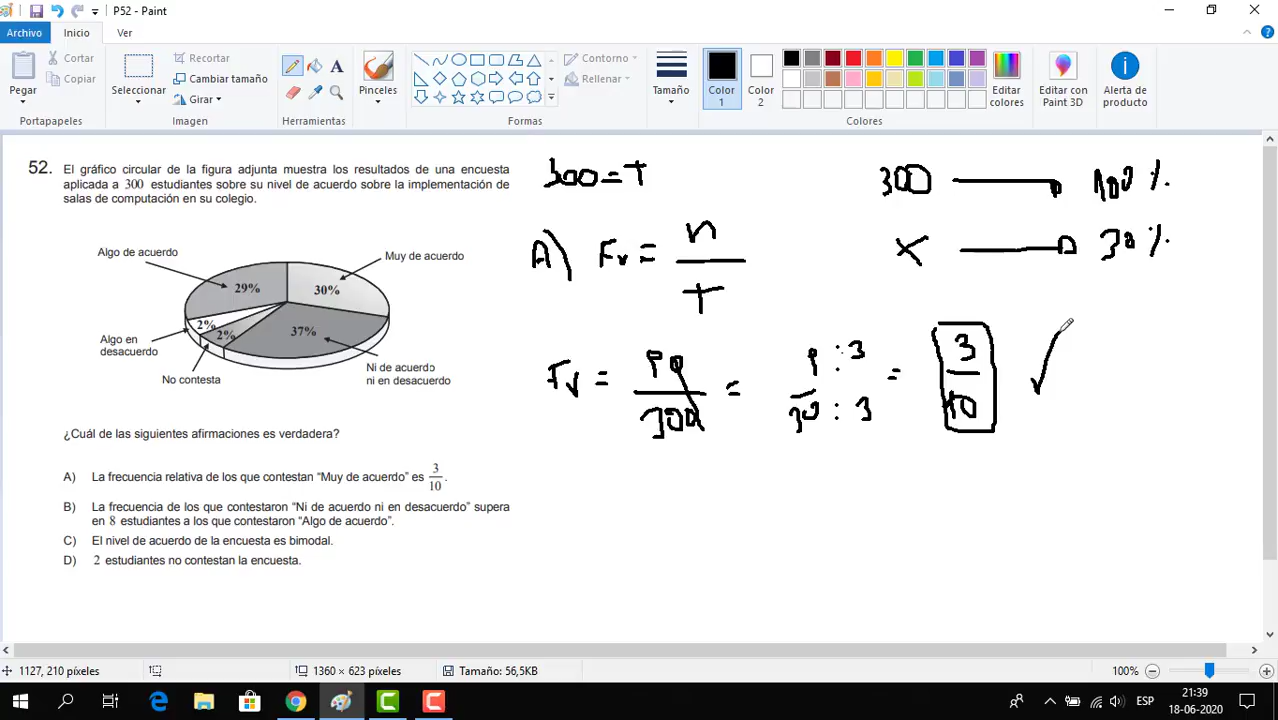 P52 - Paint
Archivo Inicio Ver
Pegar
Cortar
Copiar
Portapapeles
Seleccionar
Recortar
Cambiar tamaño
Girar
Imagen
A
Herramientas
Pinceles
Contorno
Rellenar
Formas
Tamaño
Color 1
Color 2
Editar colores
Colores
Editar con Paint 3D
Alerta de producto
52. El gráfico circular de la figura adjunta muestra los resultados de una encuesta
aplicada a 300 estudiantes sobre su nivel de acuerdo sobre la implementación de
salas de computación en su colegio.
Algo de acuerdo
Muy de acuerdo
29%
30%
2%
2%
37%
Algo en
desacuerdo
No contesta
Ni de acuerdo
ni en desacuerdo
¿Cuál de las siguientes afirmaciones es verdadera?
A) La frecuencia relativa de los que contestan “Muy de acuerdo” es 3/10.
B) La frecuencia de los que contestaron “Ni de acuerdo ni en desacuerdo” supera
en 8 estudiantes a los que contestaron “Algo de acuerdo”.
C) El nivel de acuerdo de la encuesta es bimodal.
D) 2 estudiantes no contestan la encuesta.
300=T
300 100%
A) Fr = n/T
X 30%
Fr = 90/300 = 9:3/30:3 = 3/10
1127, 210 píxeles
1360 × 623 píxeles
Tamaño: 56,5KB
100%
ESP
21:39
18-06-2020